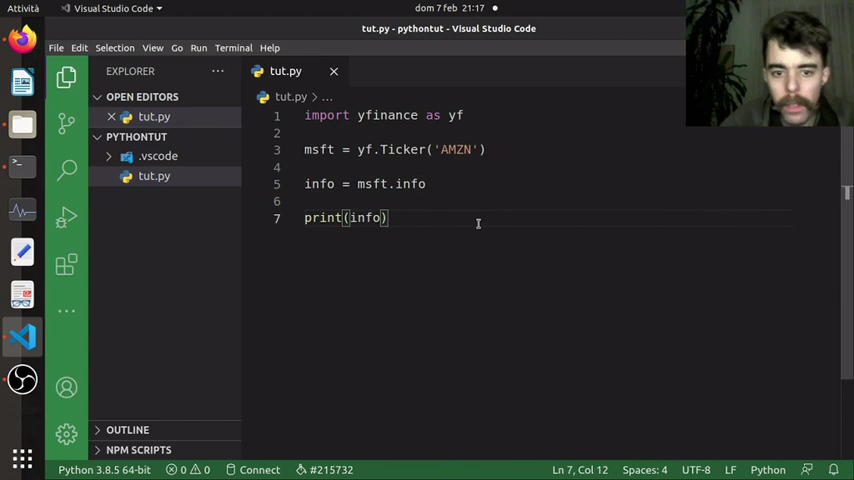 Attività
Visual Studio Code
dom 7 feb 21:17
tut.py - pythontut - Visual Studio Code
File Edit Selection View Go Run Terminal Help
EXPLORER
OPEN EDITORS
tut.py
PYTHONTUT
.vscode
tut.py
OUTLINE
NPM SCRIPTS
tut.py
tut.py > ...
1 import yfinance as yf
2
3 msft = yf.Ticker('AMZN')
4
5 info = msft.info
6
7 print(info)
Python 3.8.5 64-bit 0 0 Connect #215732 Ln 7, Col 12 Spaces: 4 UTF-8 LF Python